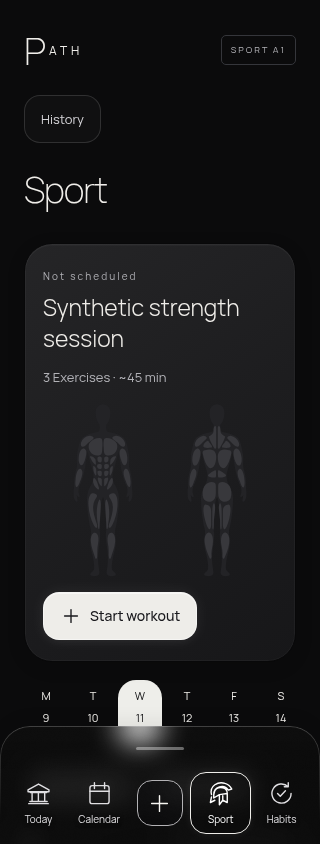 PATH
SPORT A1
History
Sport
Not scheduled
Synthetic strength
session
3 Exercises · ~45 min
Start workout
M T W T F S
9 10 11 12 13 14
Today Calendar Sport Habits